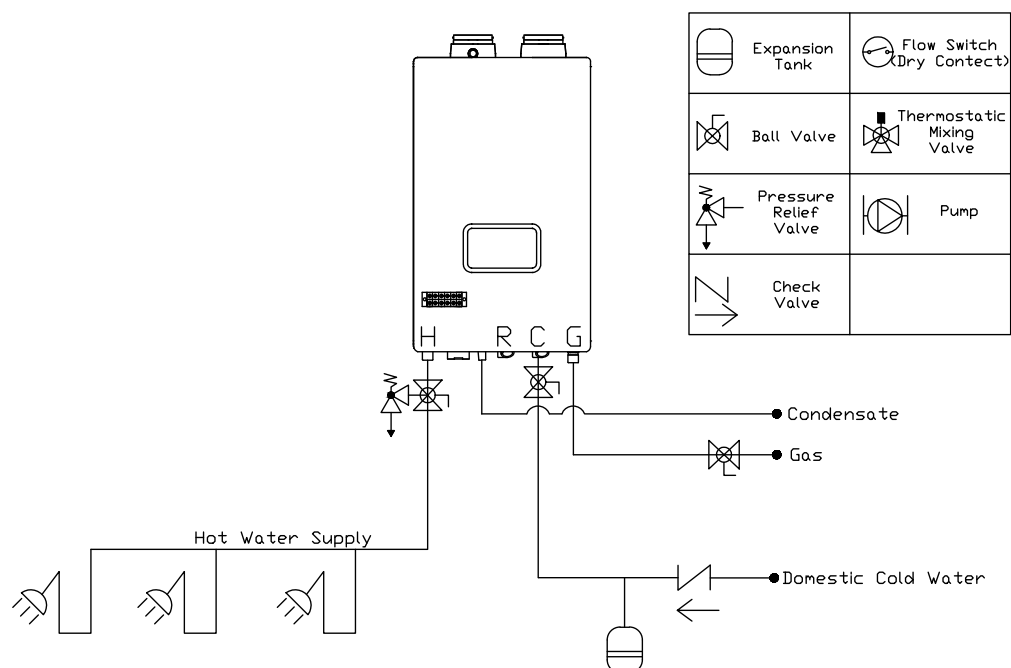 Expansion
Tank
Flow Switch
(Dry Contect)
Ball Valve
Thermostatic
Mixing
Valve
Pressure
Relief
Valve
Pump
Check
Valve
H R C G
Condensate
Gas
Hot Water Supply
Domestic Cold Water